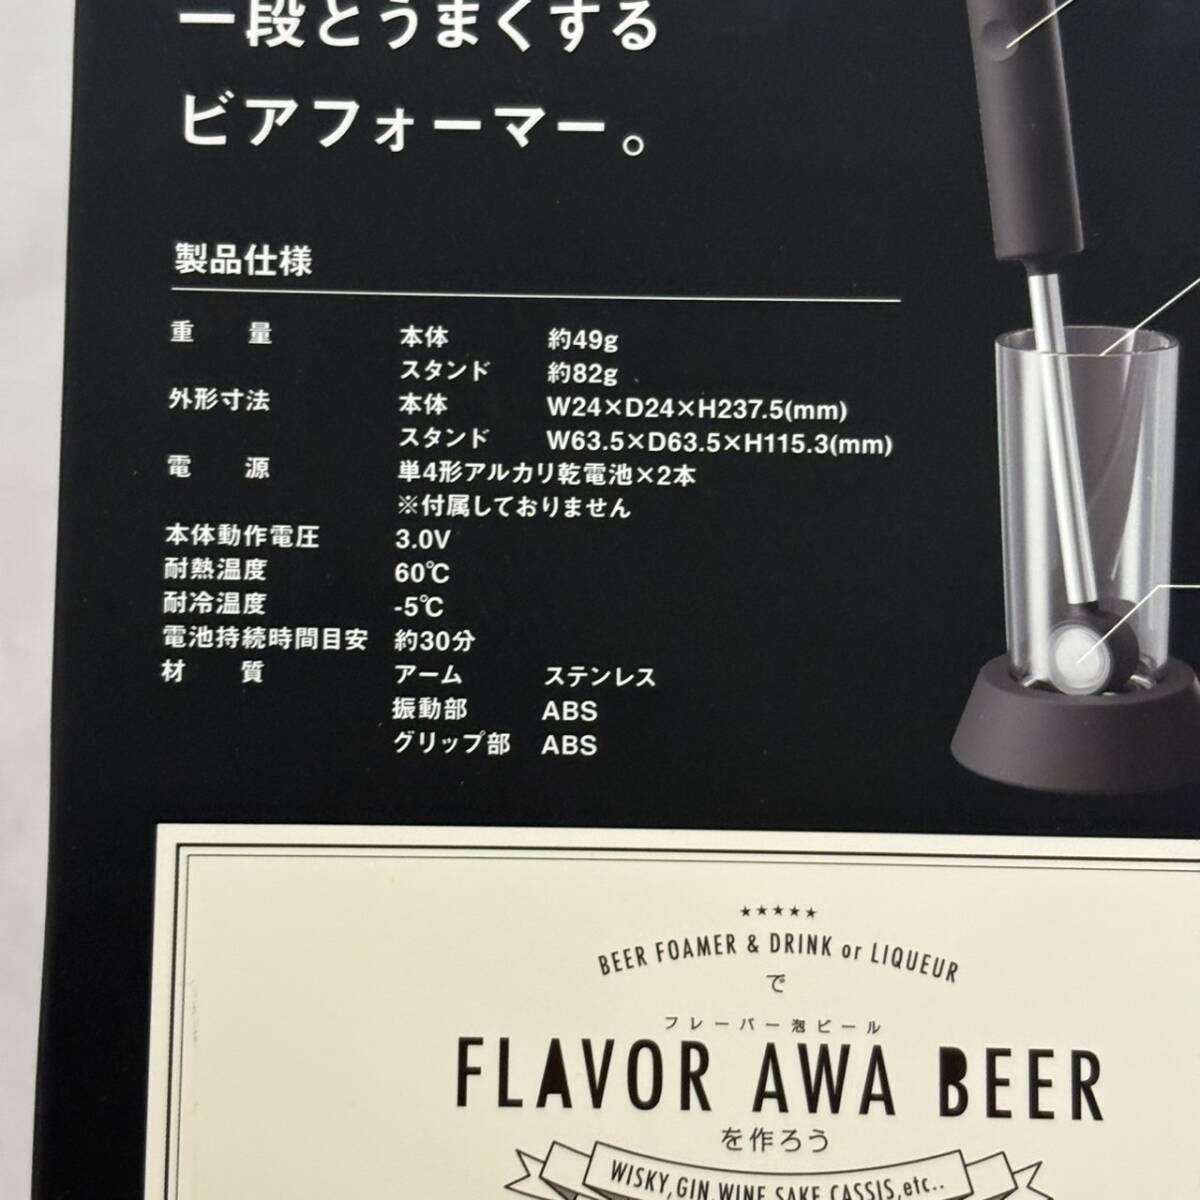 一段とうまくする
ビアフォーマー。
製品仕様
重量 本体 約49g
スタンド 約82g
外形寸法 本体 W24×D24×H237.5(mm)
スタンド W63.5×D63.5×H115.3(mm)
電源 単4形アルカリ乾電池×2本
※付属しておりません
本体動作電圧 3.0V
耐熱温度 60℃
耐冷温度 -5℃
電池持続時間目安 約30分
材質 アーム ステンレス
振動部 ABS
グリップ部 ABS
★★★★★
BEER FOAMER & DRINK or LIQUEUR
で
フレーバー泡ビール
FLAVOR AWA BEER
を作ろう
WISKY,GIN,WINE,SAKE,CASSIS,etc..